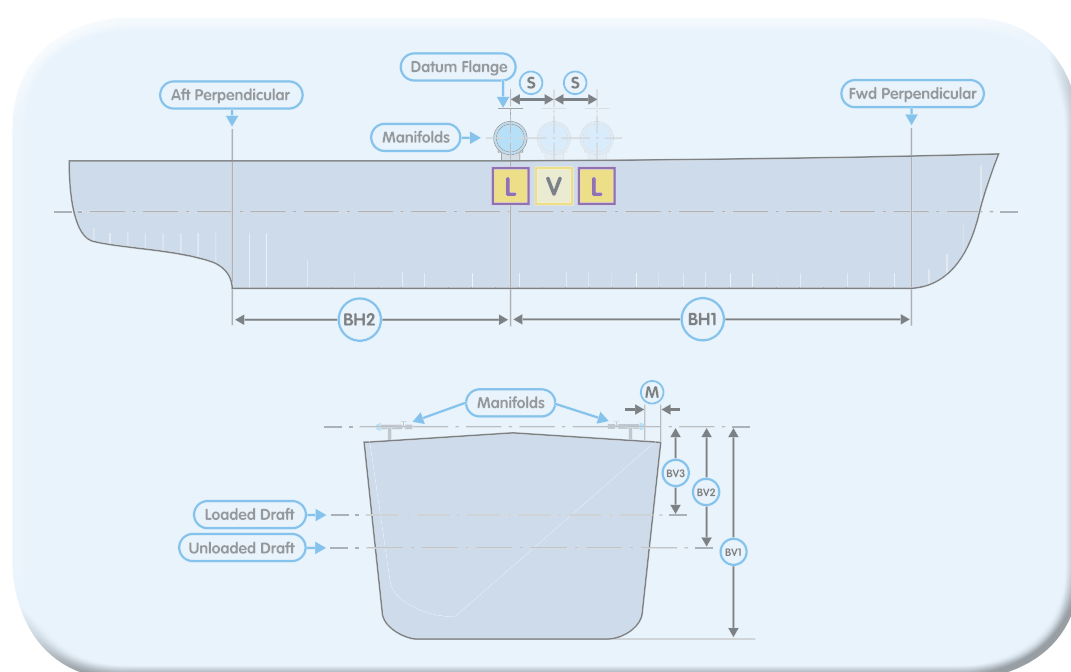 Datum Flange
S
S
Aft Perpendicular
Fwd Perpendicular
Manifolds
L
V
L
BH2
BH1
M
Manifolds
BV3
BV2
Loaded Draft
Unloaded Draft
BV1